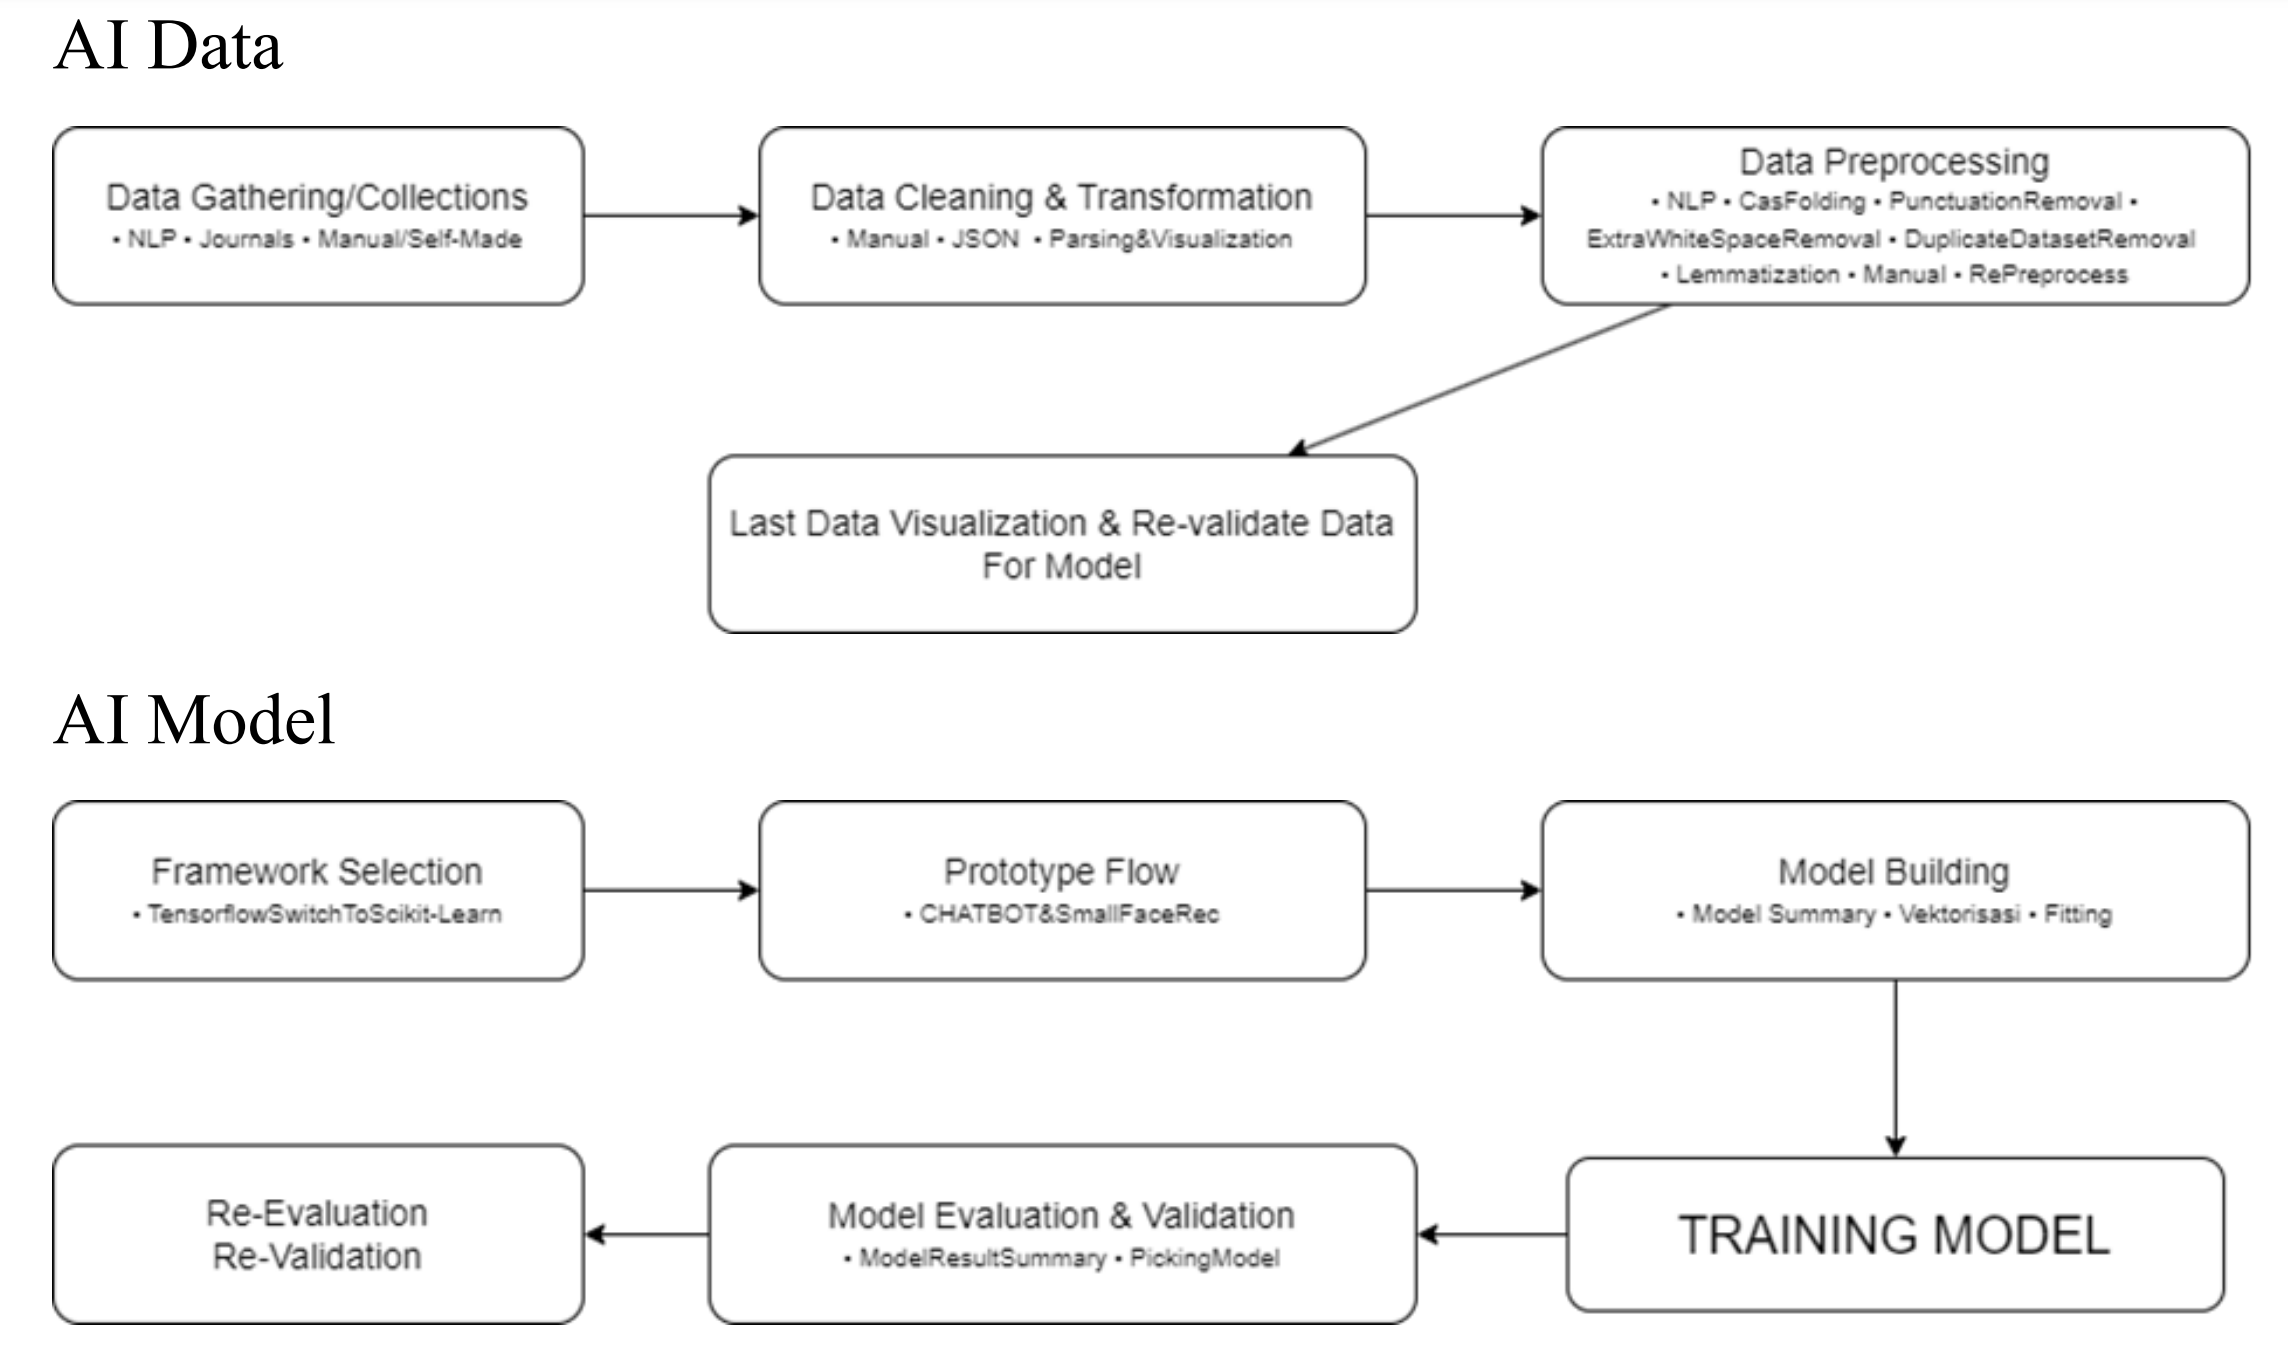 AI Data
Data Gathering/Collections
• NLP • Journals • Manual/Self-Made
Data Cleaning & Transformation
• Manual • JSON • Parsing&Visualization
Data Preprocessing
• NLP • CasFolding • PunctuationRemoval •
ExtraWhiteSpaceRemoval • DuplicateDatasetRemoval
• Lemmatization • Manual • RePreprocess
Last Data Visualization & Re-validate Data
For Model
AI Model
Framework Selection
• TensorflowSwitchToScikit-Learn
Prototype Flow
• CHATBOT&SmallFaceRec
Model Building
• Model Summary • Vektorisasi • Fitting
TRAINING MODEL
Model Evaluation & Validation
• ModelResultSummary • PickingModel
Re-Evaluation
Re-Validation